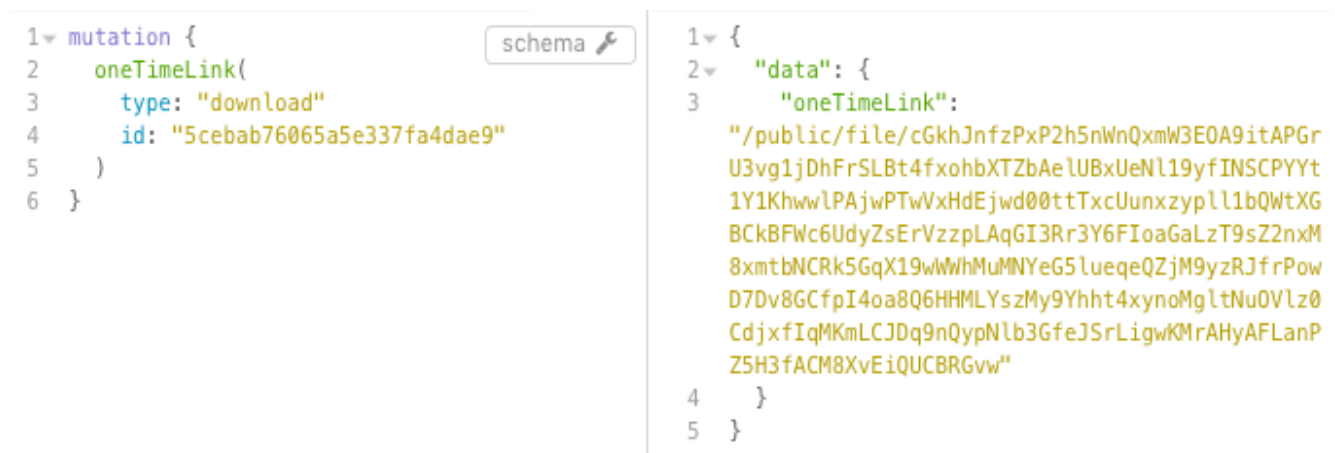 1 mutation {
schema
2 oneTimeLink(
3 type: "download"
4 id: "5cebab76065a5e337fa4dae9"
5 )
6 }
1 {
2 "data": {
3 "oneTimeLink":
"/public/file/cGkhJnfzPxP2h5nWnQxmW3EOA9itAPGr
U3vg1jDhFrSLBt4fxohbXTZbAelUBxUeNl19yfINSCPYYt
1Y1KhwwlPAjwPTwVxHdEjwd00ttTxcUunxzypll1bQWtXG
BCkBFWc6UdyZsErVzzpLAqGI3Rr3Y6FIoaGaLzT9sZ2nxM
8xmtbNCRk5GqX19wWWhMuMNYeG5lueqeQZjM9yzRJfrPow
D7Dv8GCfpI4oa8Q6HHMLYszMy9Yhht4xynoMgltNuOVlz0
CdjxfIqMKmLCJDq9nQypNlb3GfeJSrLigwKMrAHyAFLanP
Z5H3fACM8XvEiQUCBRGvw"
4 }
5 }